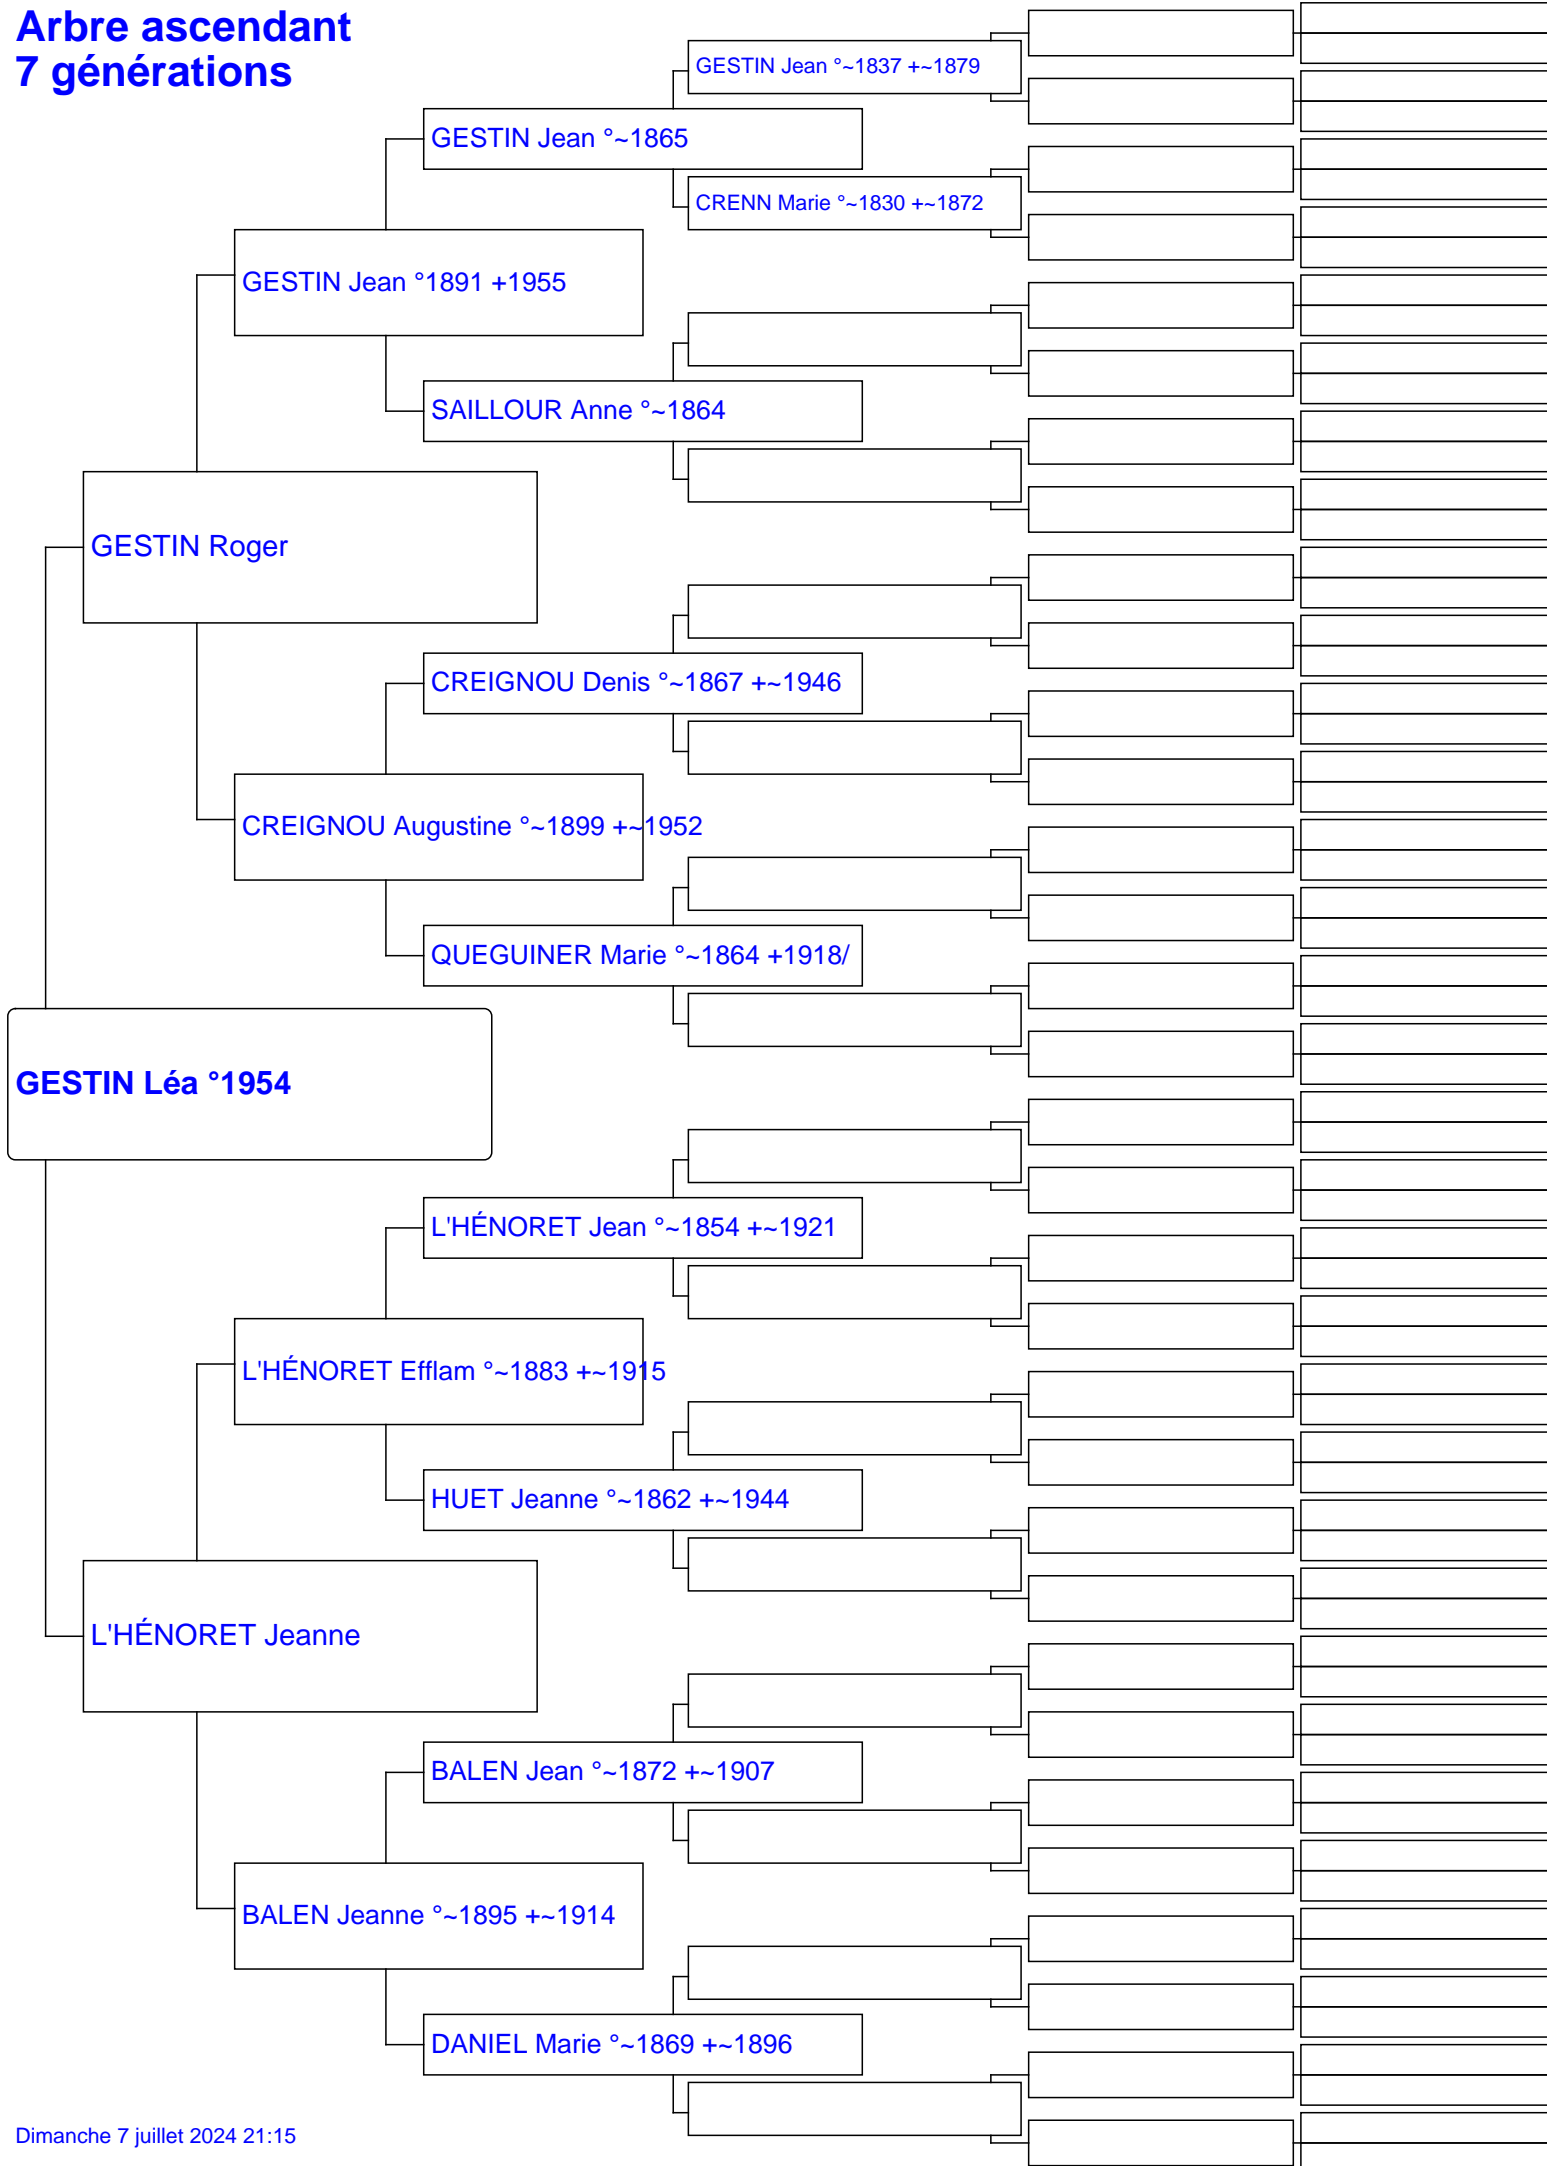 Arbre ascendant
7 générations
GESTIN Jean °~1837 +~1879
GESTIN Jean °~1865
CRENN Marie °~1830 +~1872
GESTIN Jean °1891 +1955
SAILLOUR Anne °~1864
GESTIN Roger
CREIGNOU Denis °~1867 +~1946
CREIGNOU Augustine °~1899 +~1952
QUEGUINER Marie °~1864 +1918/
GESTIN Léa °1954
L'HÉNORET Jean °~1854 +~1921
L'HÉNORET Efflam °~1883 +~1915
HUET Jeanne °~1862 +~1944
L'HÉNORET Jeanne
BALEN Jean °~1872 +~1907
BALEN Jeanne °~1895 +~1914
DANIEL Marie °~1869 +~1896
Dimanche 7 juillet 2024 21:15